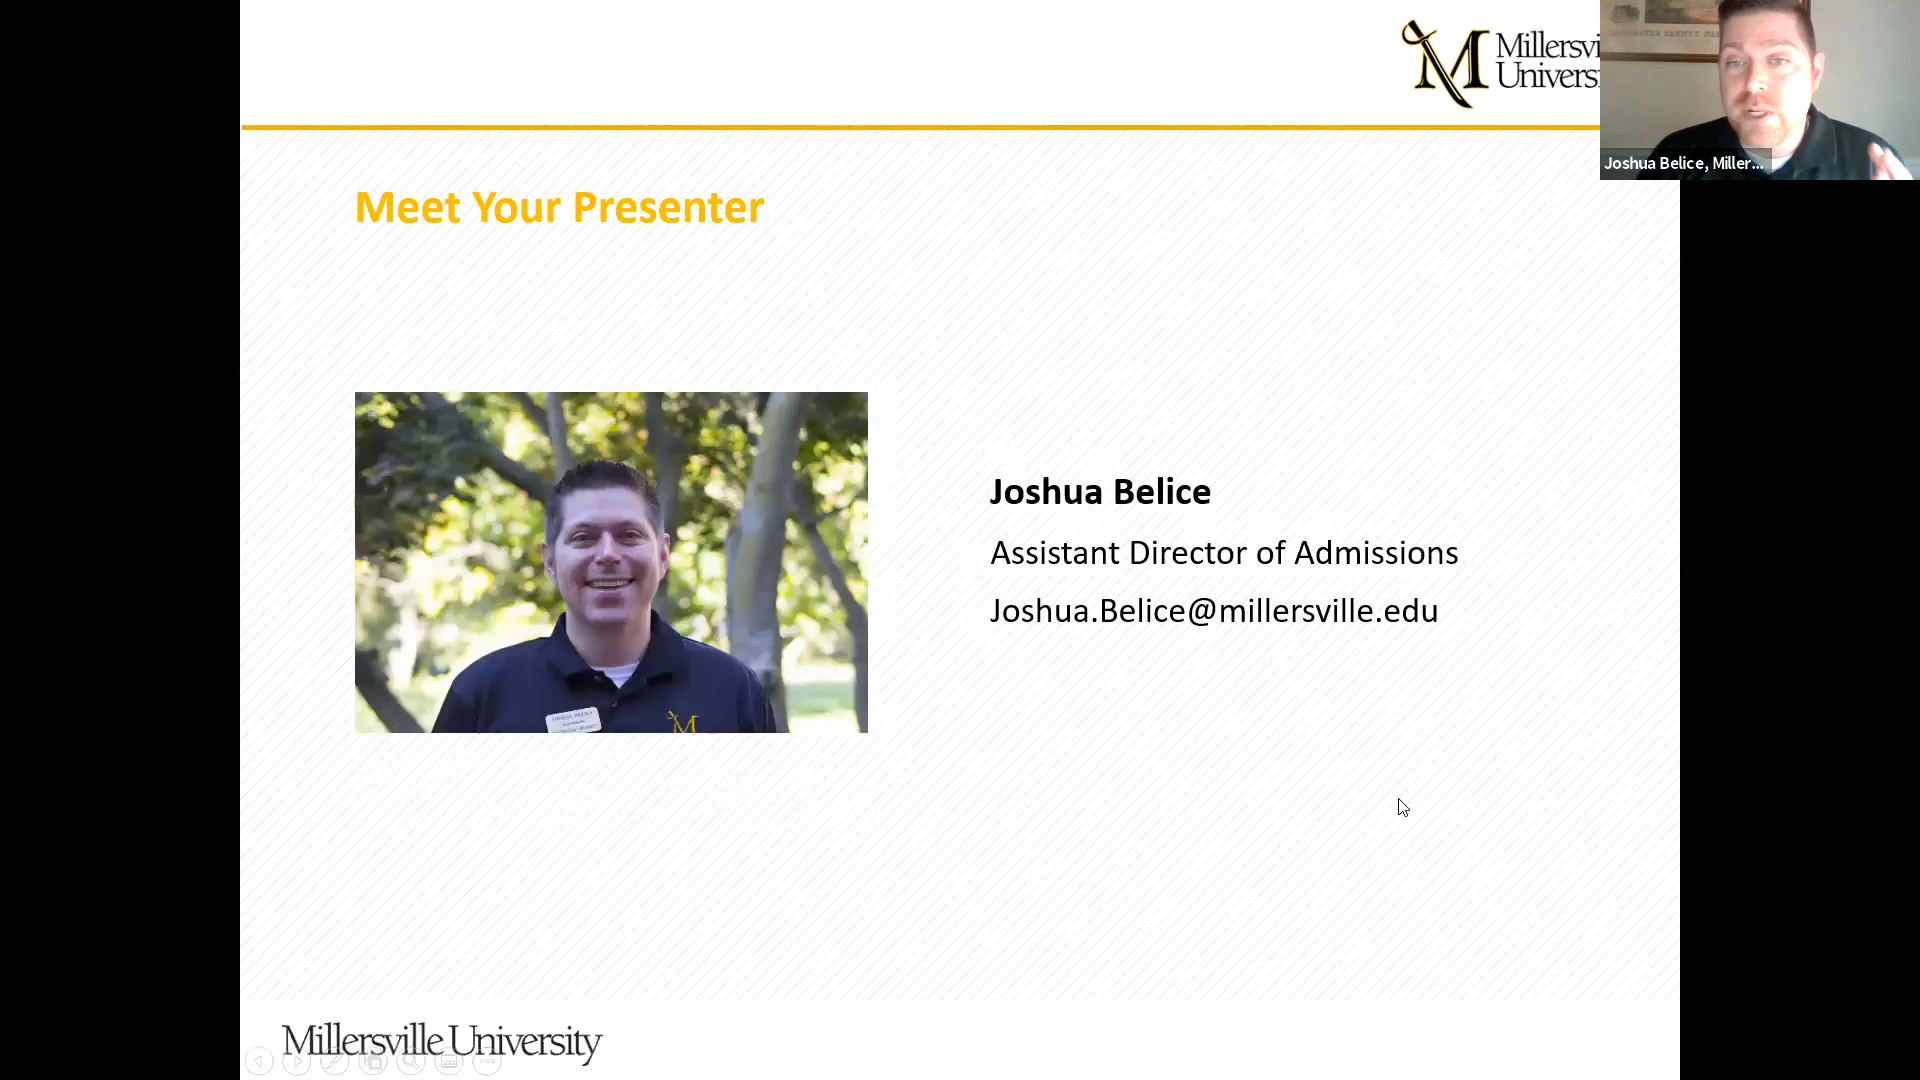 Millersvi
Universi
Joshua Belice, Miller...
Meet Your Presenter
Joshua Belice
Assistant Director of Admissions
Joshua.Belice@millersville.edu
M
Millersville University